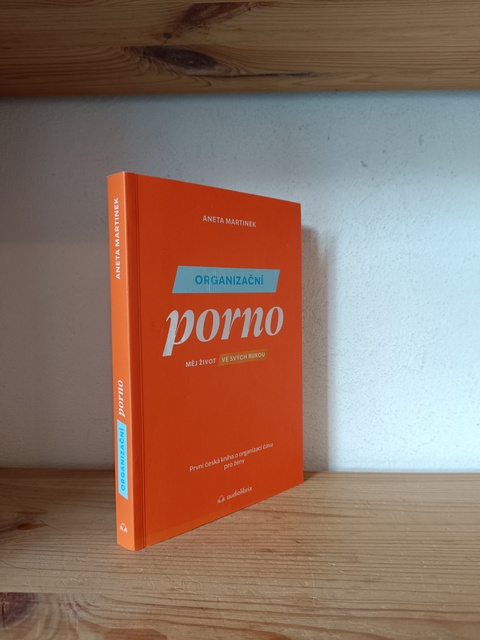 ANETA MARTINEK
ORGANIZAČNÍ
porno
MĚJ ŽIVOT VE SVÝCH RUKOU
První česká kniha o organizaci času
pro ženy
audiolibrix
ANETA MARTINEK
ORGANIZAČNÍ porno